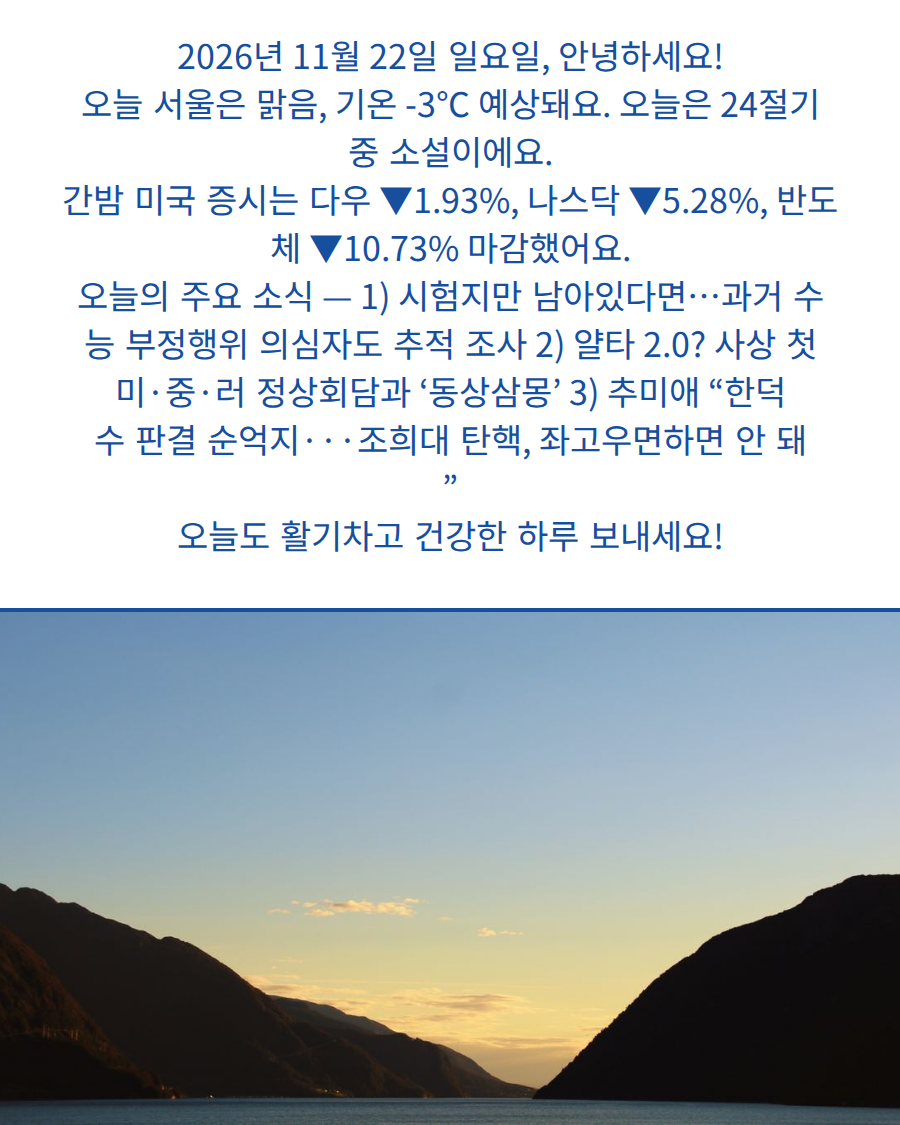 2026년 11월 22일 일요일, 안녕하세요!
오늘 서울은 맑음, 기온 -3℃ 예상돼요. 오늘은 24절기
중 소설이에요.
간밤 미국 증시는 다우 ▼1.93%, 나스닥 ▼5.28%, 반도
체 ▼10.73% 마감했어요.
오늘의 주요 소식 — 1) 시험지만 남아있다면…과거 수
능 부정행위 의심자도 추적 조사 2) 얄타 2.0? 사상 첫
미·중·러 정상회담과 ‘동상삼몽’ 3) 추미애 “한덕
수 판결 순억지···조희대 탄핵, 좌고우면하면 안 돼
”
오늘도 활기차고 건강한 하루 보내세요!